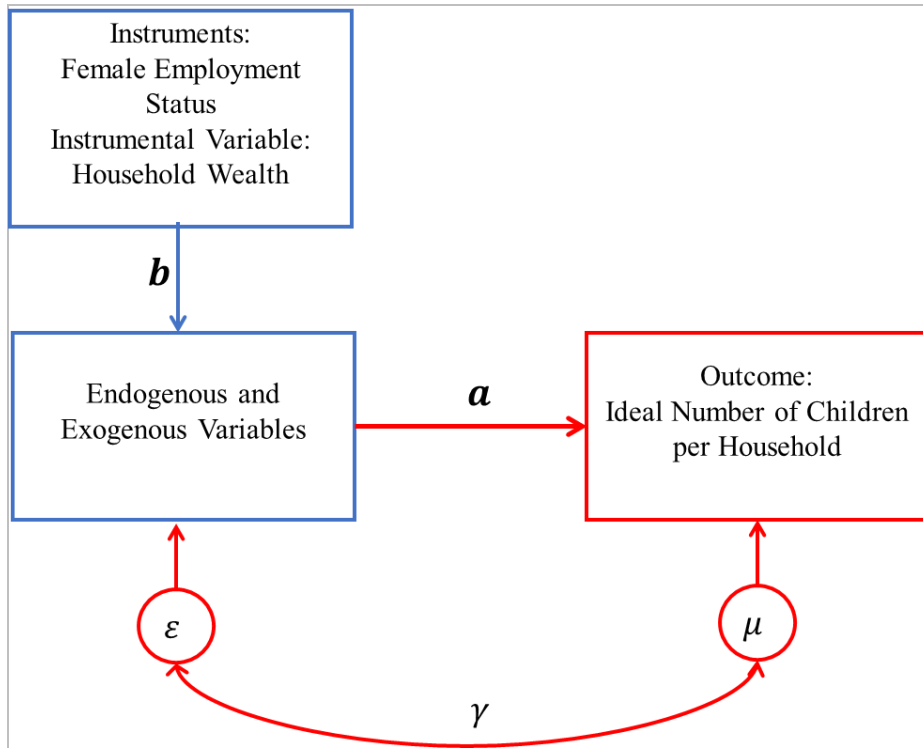 Instruments:
Female Employment
Status
Instrumental Variable:
Household Wealth
b
Endogenous and
Exogenous Variables
a
Outcome:
Ideal Number of Children
per Household
ε
μ
γ